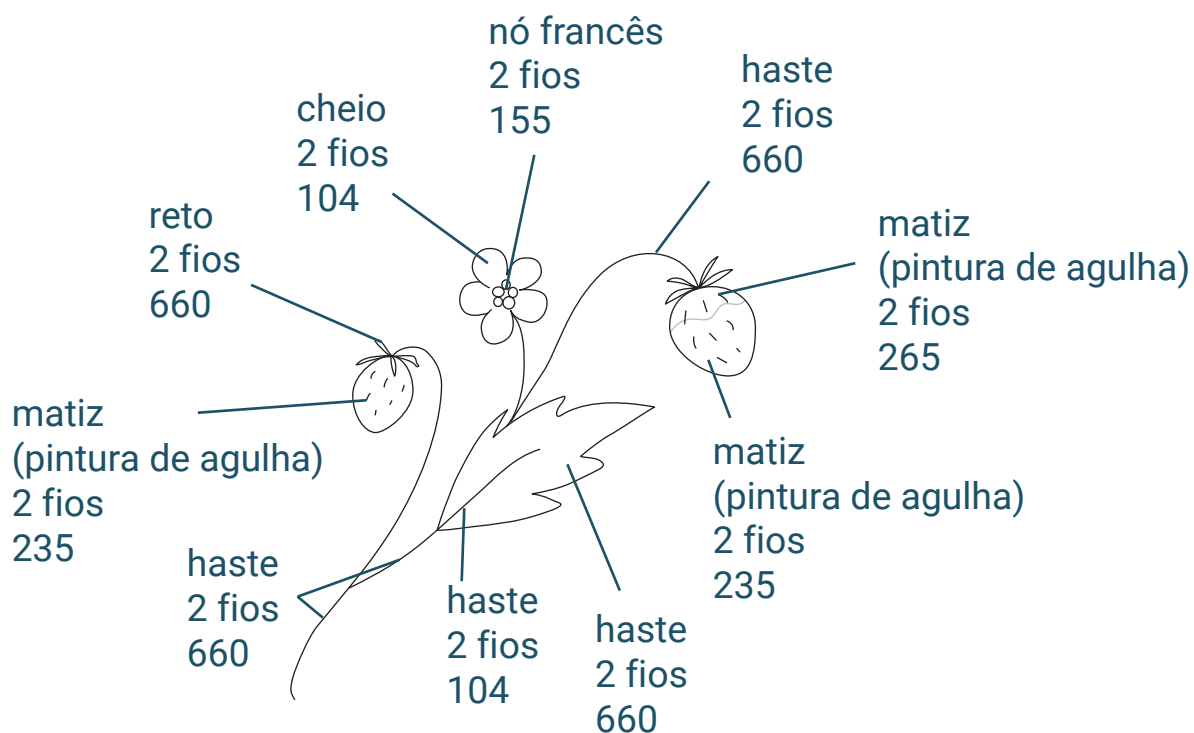 nó francês
2 fios
155
haste
2 fios
660
cheio
2 fios
104
reto
2 fios
660
matiz
(pintura de agulha)
2 fios
265
matiz
(pintura de agulha)
2 fios
235
matiz
(pintura de agulha)
2 fios
235
haste
2 fios
660
haste
2 fios
104
haste
2 fios
660